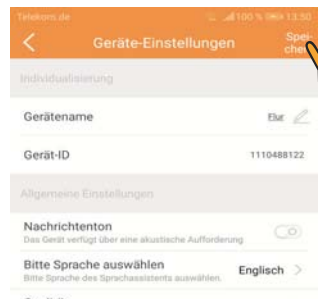 Telekom.de 100 % 13:50
Geräte-Einstellungen
Spei-
cher
Individualisierung
Gerätename Flur
Gerät-ID 1110488122
Allgemeine Einstellungen
Nachrichtenton
Das Gerät verfügt über eine akustische Aufforderung
Bitte Sprache auswählen Englisch
Bitte Sprache des Sprachassistents auswählen.